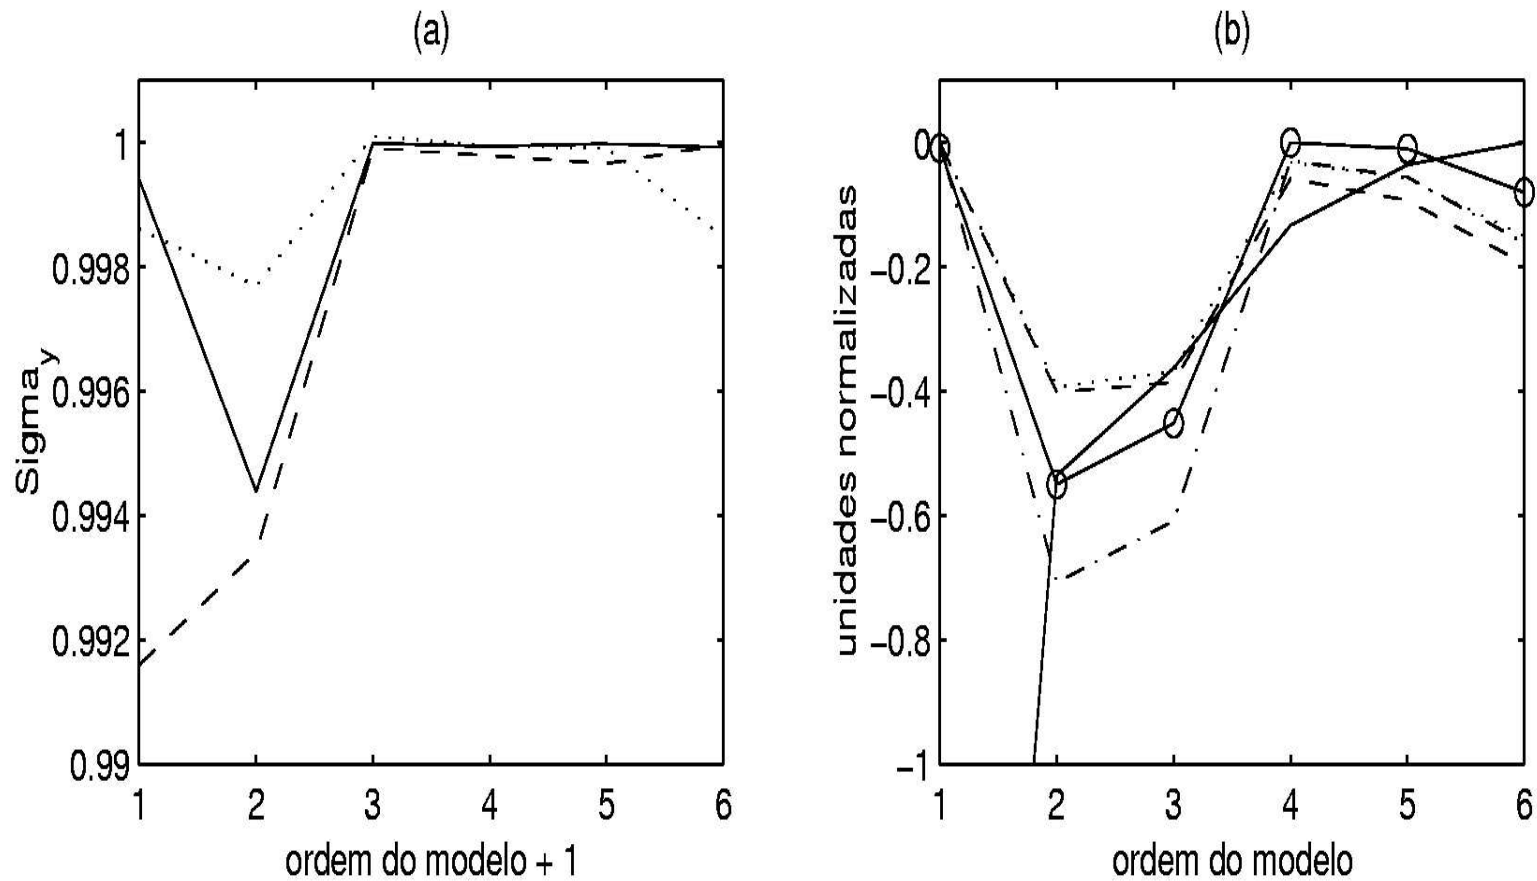 (a)
1
0.998
0.996
0.994
0.992
0.99
Sigma_y
1 2 3 4 5 6
ordem do modelo + 1
(b)
0
−0.2
−0.4
−0.6
−0.8
−1
unidades normalizadas
1 2 3 4 5 6
ordem do modelo